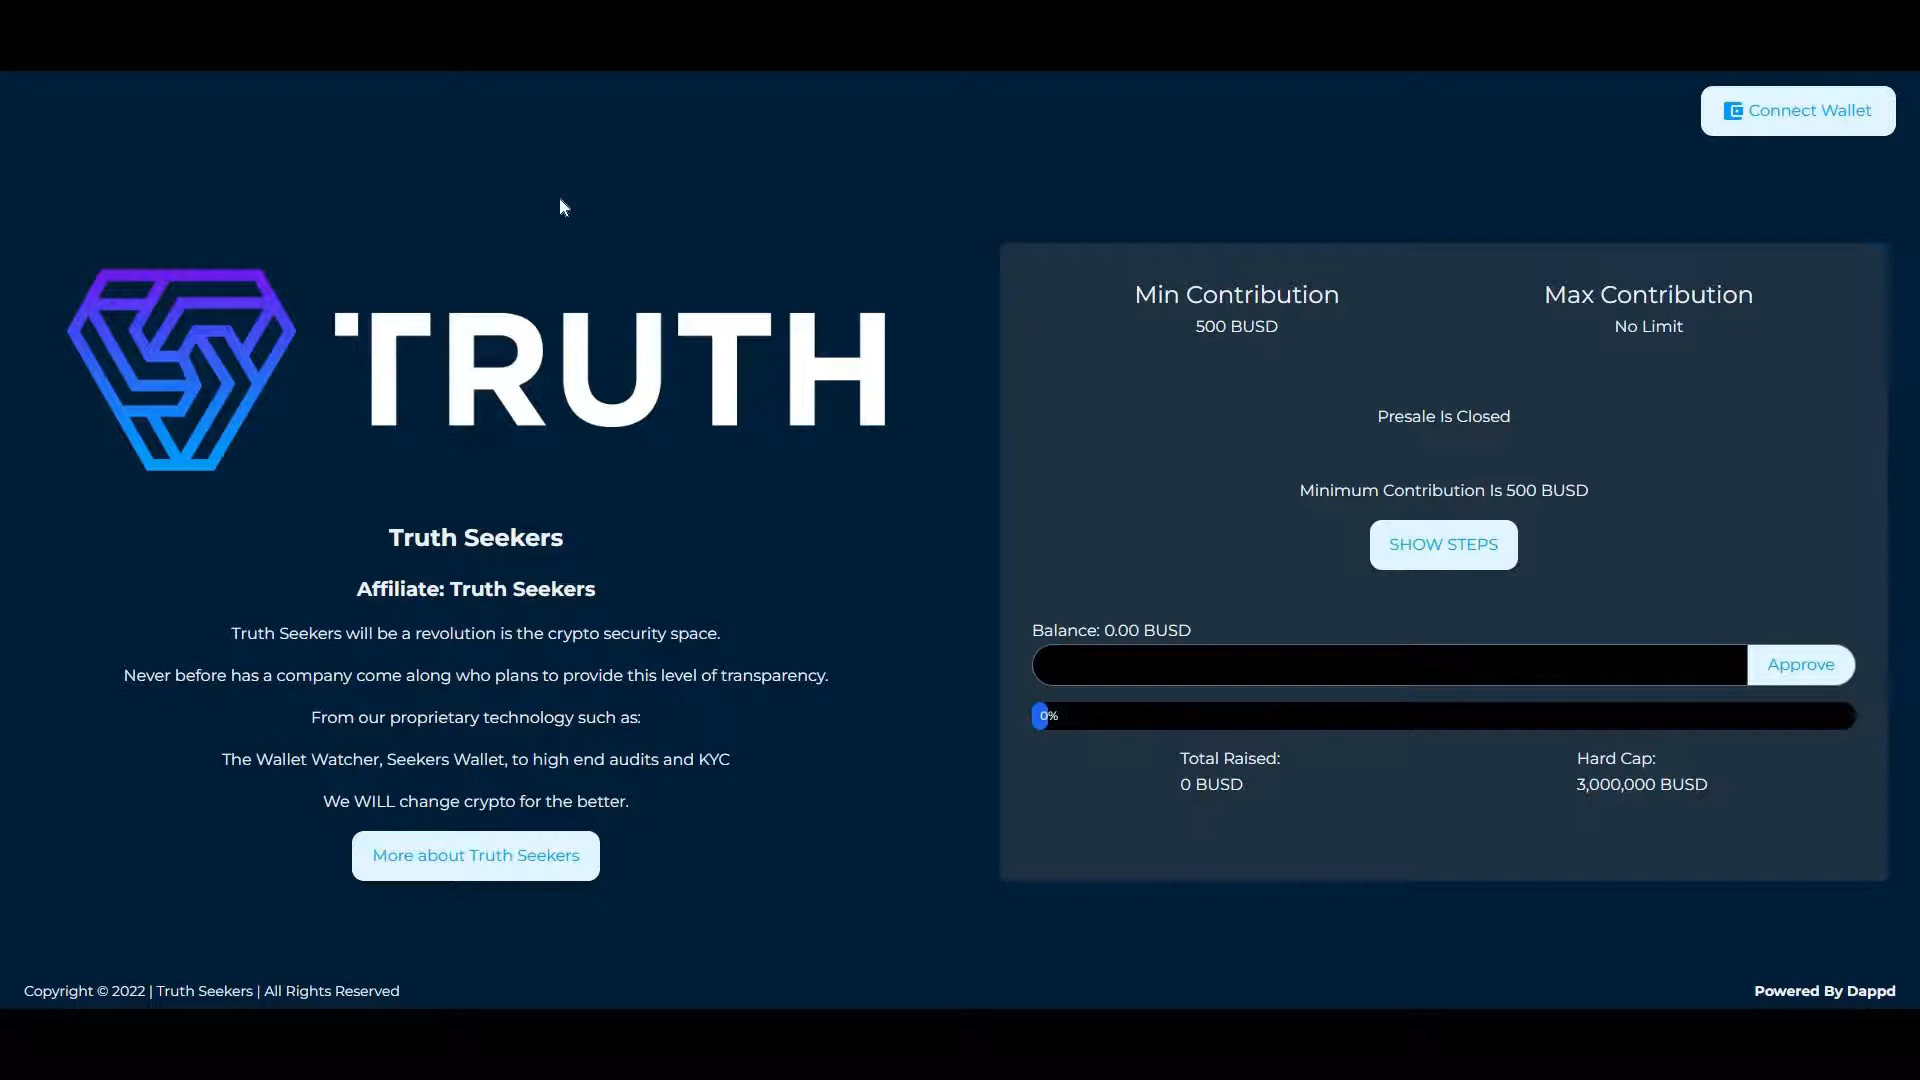 Connect Wallet
TRUTH
Truth Seekers
Affiliate: Truth Seekers
Truth Seekers will be a revolution is the crypto security space.
Never before has a company come along who plans to provide this level of transparency.
From our proprietary technology such as:
The Wallet Watcher, Seekers Wallet, to high end audits and KYC
We WILL change crypto for the better.
More about Truth Seekers
Min Contribution
500 BUSD
Max Contribution
No Limit
Presale Is Closed
Minimum Contribution Is 500 BUSD
SHOW STEPS
Balance: 0.00 BUSD
Approve
0%
Total Raised:
0 BUSD
Hard Cap:
3,000,000 BUSD
Copyright © 2022 | Truth Seekers | All Rights Reserved
Powered By Dappd